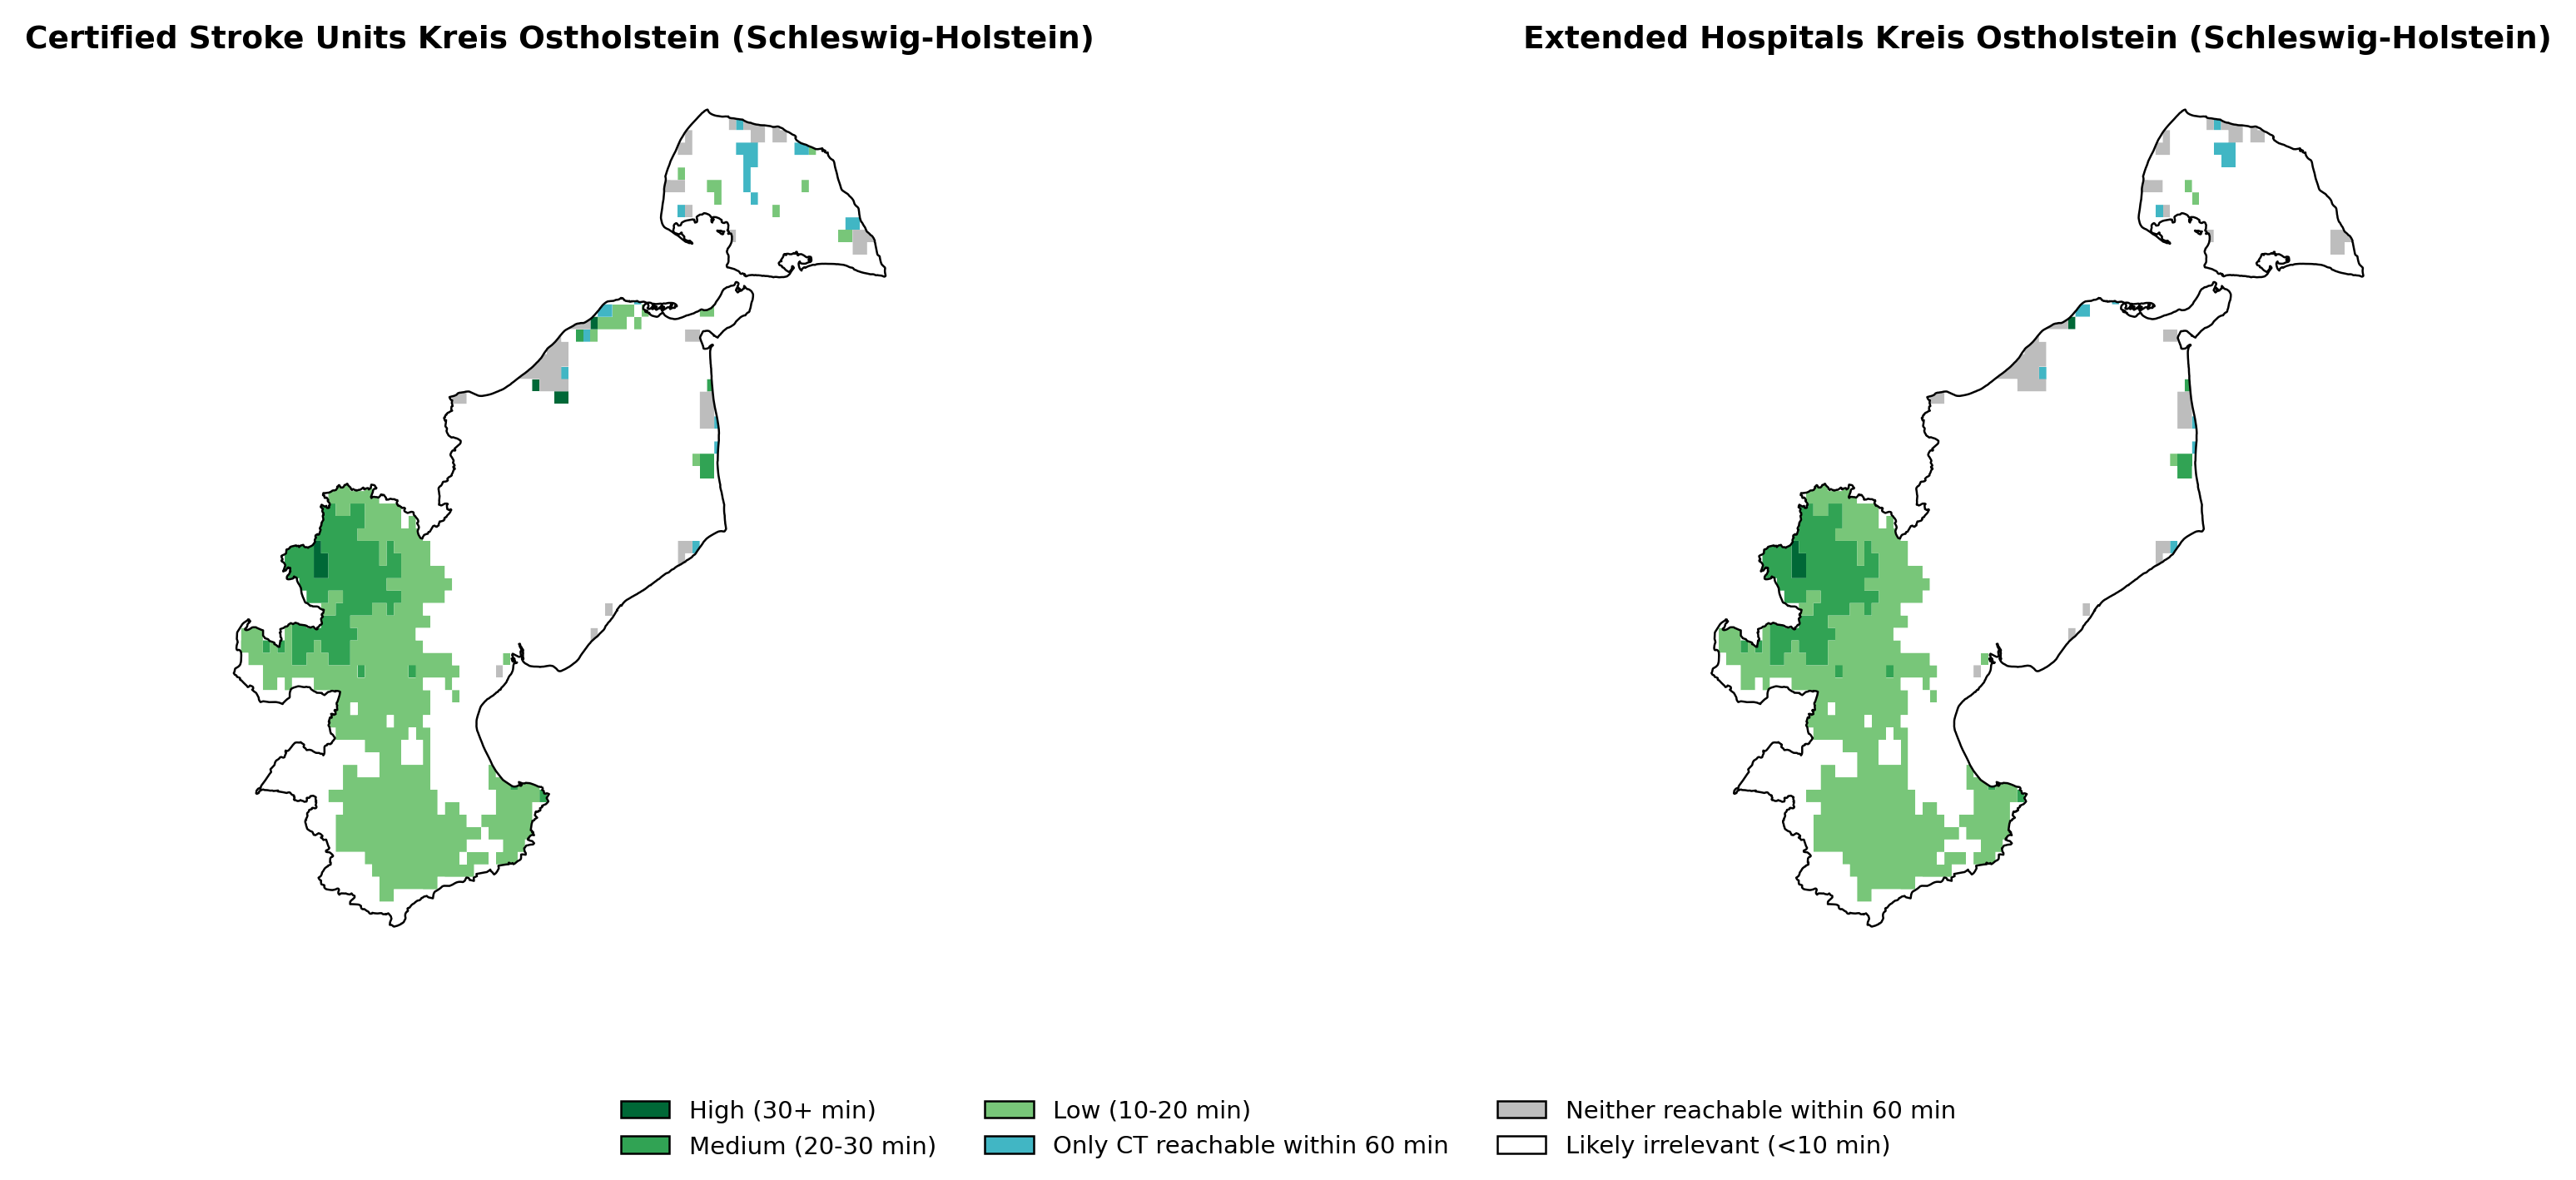 Certified Stroke Units Kreis Ostholstein (Schleswig-Holstein)
Extended Hospitals Kreis Ostholstein (Schleswig-Holstein)
High (30+ min)
Medium (20-30 min)
Low (10-20 min)
Only CT reachable within 60 min
Neither reachable within 60 min
Likely irrelevant (<10 min)